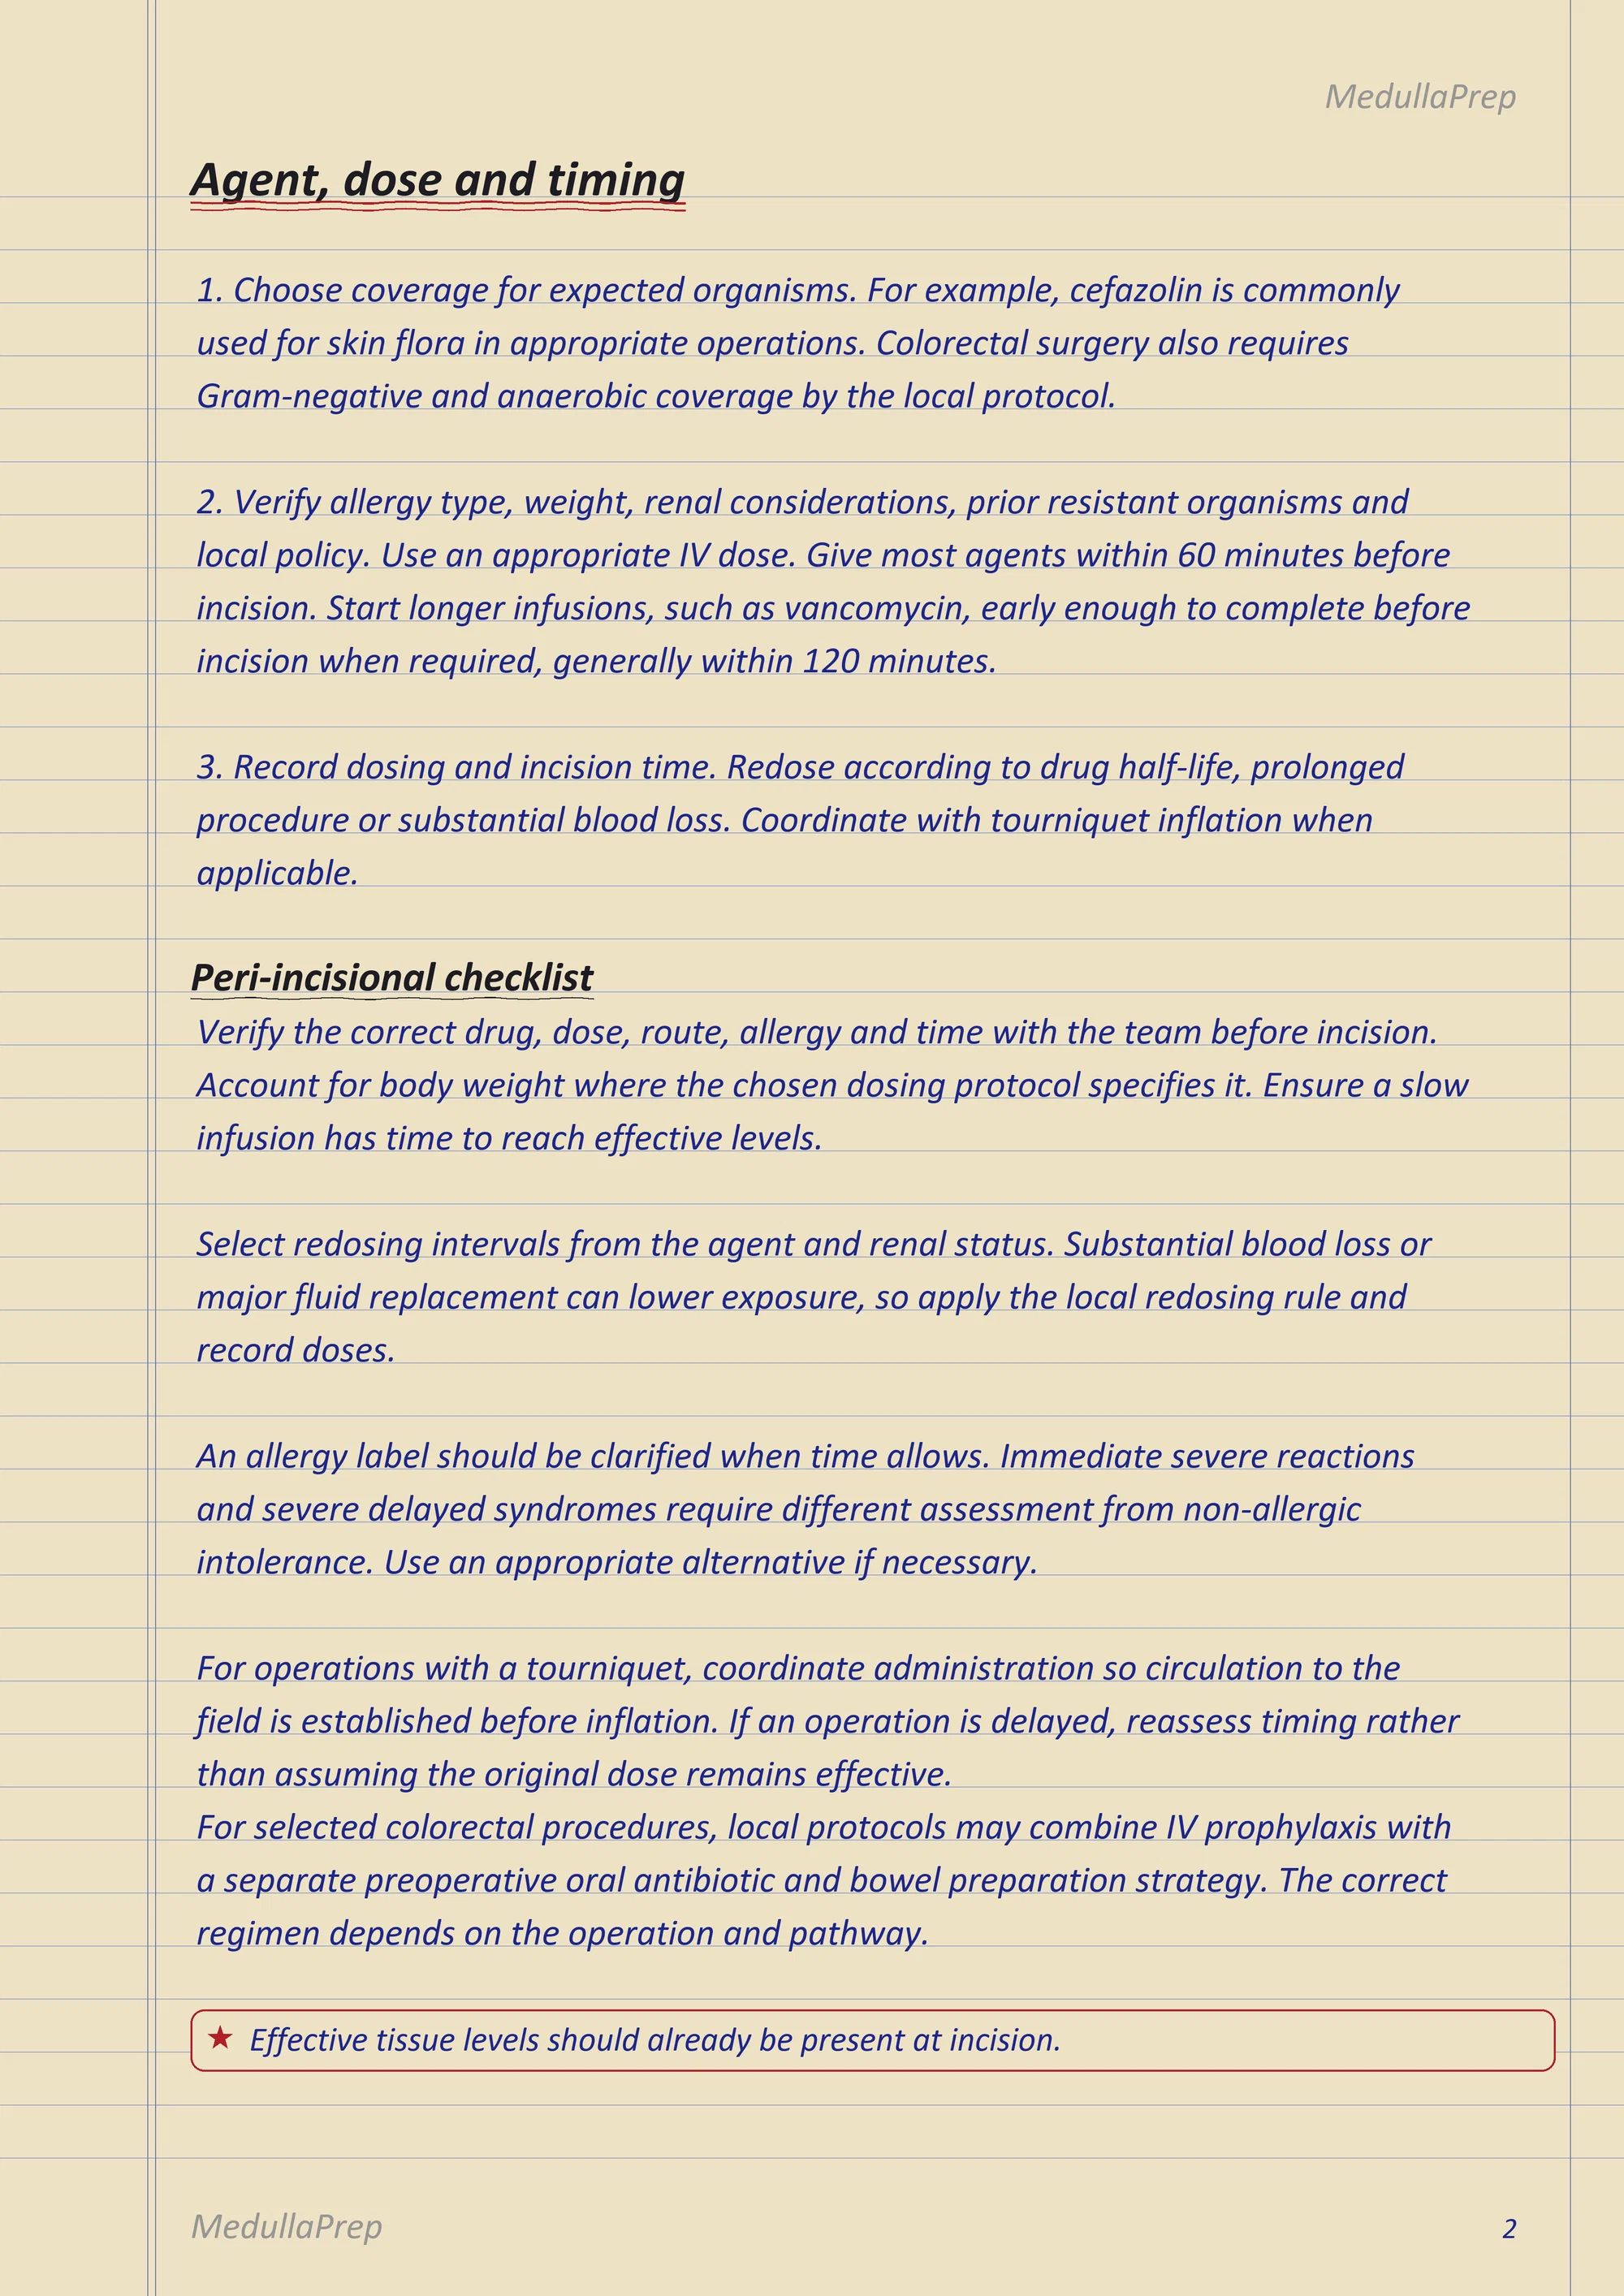 MedullaPrep
Agent, dose and timing
1. Choose coverage for expected organisms. For example, cefazolin is commonly
used for skin flora in appropriate operations. Colorectal surgery also requires
Gram-negative and anaerobic coverage by the local protocol.
2. Verify allergy type, weight, renal considerations, prior resistant organisms and
local policy. Use an appropriate IV dose. Give most agents within 60 minutes before
incision. Start longer infusions, such as vancomycin, early enough to complete before
incision when required, generally within 120 minutes.
3. Record dosing and incision time. Redose according to drug half-life, prolonged
procedure or substantial blood loss. Coordinate with tourniquet inflation when
applicable.
Peri-incisional checklist
Verify the correct drug, dose, route, allergy and time with the team before incision.
Account for body weight where the chosen dosing protocol specifies it. Ensure a slow
infusion has time to reach effective levels.
Select redosing intervals from the agent and renal status. Substantial blood loss or
major fluid replacement can lower exposure, so apply the local redosing rule and
record doses.
An allergy label should be clarified when time allows. Immediate severe reactions
and severe delayed syndromes require different assessment from non-allergic
intolerance. Use an appropriate alternative if necessary.
For operations with a tourniquet, coordinate administration so circulation to the
field is established before inflation. If an operation is delayed, reassess timing rather
than assuming the original dose remains effective.
For selected colorectal procedures, local protocols may combine IV prophylaxis with
a separate preoperative oral antibiotic and bowel preparation strategy. The correct
regimen depends on the operation and pathway.
★ Effective tissue levels should already be present at incision.
MedullaPrep
2